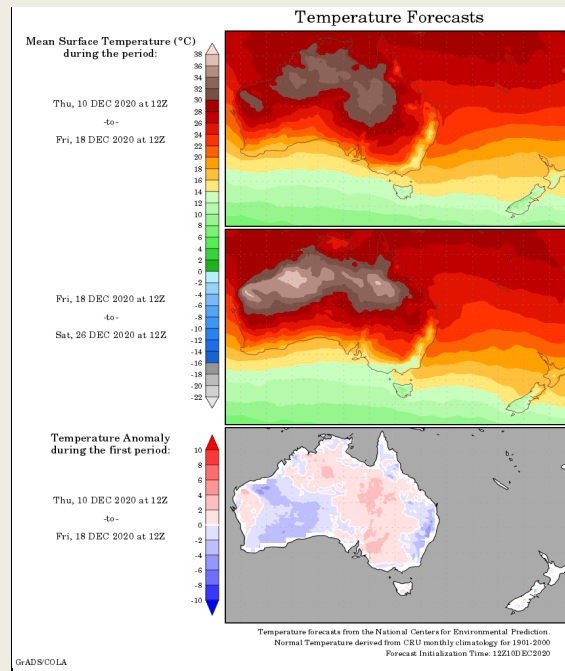 Temperature Forecasts
Mean Surface Temperature (°C)
during the period:
Thu, 10 DEC 2020 at 12Z
-to-
Fri, 18 DEC 2020 at 12Z
38
36
34
32
30
28
26
24
22
20
18
16
14
12
10
8
6
4
2
0
-2
-4
-6
-8
-10
-12
-14
-16
-18
-20
-22
Fri, 18 DEC 2020 at 12Z
-to-
Sat, 26 DEC 2020 at 12Z
Temperature Anomaly
during the first period:
Thu, 10 DEC 2020 at 12Z
-to-
Fri, 18 DEC 2020 at 12Z
10
8
6
4
2
0
-2
-4
-6
-8
-10
Temperature forecasts from the National Centers for Environmental Prediction.
Normal Temperature derived from CRU monthly climatology for 1901-2000
Forecast Initialization Time: 12Z10DEC2020
GrADS/COLA